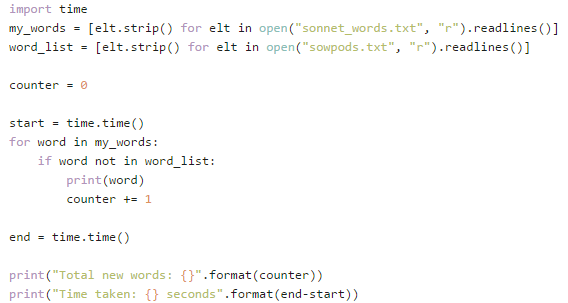 import time
my_words = [elt.strip() for elt in open("sonnet_words.txt", "r").readlines()]
word_list = [elt.strip() for elt in open("sowpods.txt", "r").readlines()]

counter = 0

start = time.time()
for word in my_words:
    if word not in word_list:
        print(word)
        counter += 1

end = time.time()

print("Total new words: {}".format(counter))
print("Time taken: {} seconds".format(end-start))